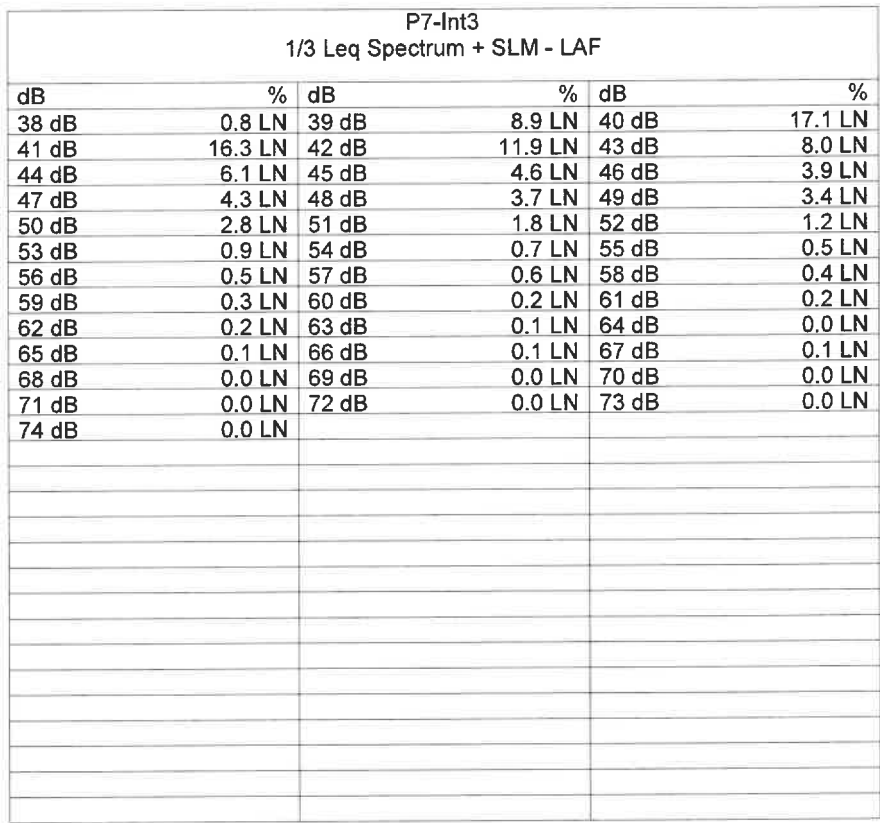 P7-Int3
1/3 Leq Spectrum + SLM - LAF
dB % dB % dB %
38 dB 0.8 LN 39 dB 8.9 LN 40 dB 17.1 LN
41 dB 16.3 LN 42 dB 11.9 LN 43 dB 8.0 LN
44 dB 6.1 LN 45 dB 4.6 LN 46 dB 3.9 LN
47 dB 4.3 LN 48 dB 3.7 LN 49 dB 3.4 LN
50 dB 2.8 LN 51 dB 1.8 LN 52 dB 1.2 LN
53 dB 0.9 LN 54 dB 0.7 LN 55 dB 0.5 LN
56 dB 0.5 LN 57 dB 0.6 LN 58 dB 0.4 LN
59 dB 0.3 LN 60 dB 0.2 LN 61 dB 0.2 LN
62 dB 0.2 LN 63 dB 0.1 LN 64 dB 0.0 LN
65 dB 0.1 LN 66 dB 0.1 LN 67 dB 0.1 LN
68 dB 0.0 LN 69 dB 0.0 LN 70 dB 0.0 LN
71 dB 0.0 LN 72 dB 0.0 LN 73 dB 0.0 LN
74 dB 0.0 LN